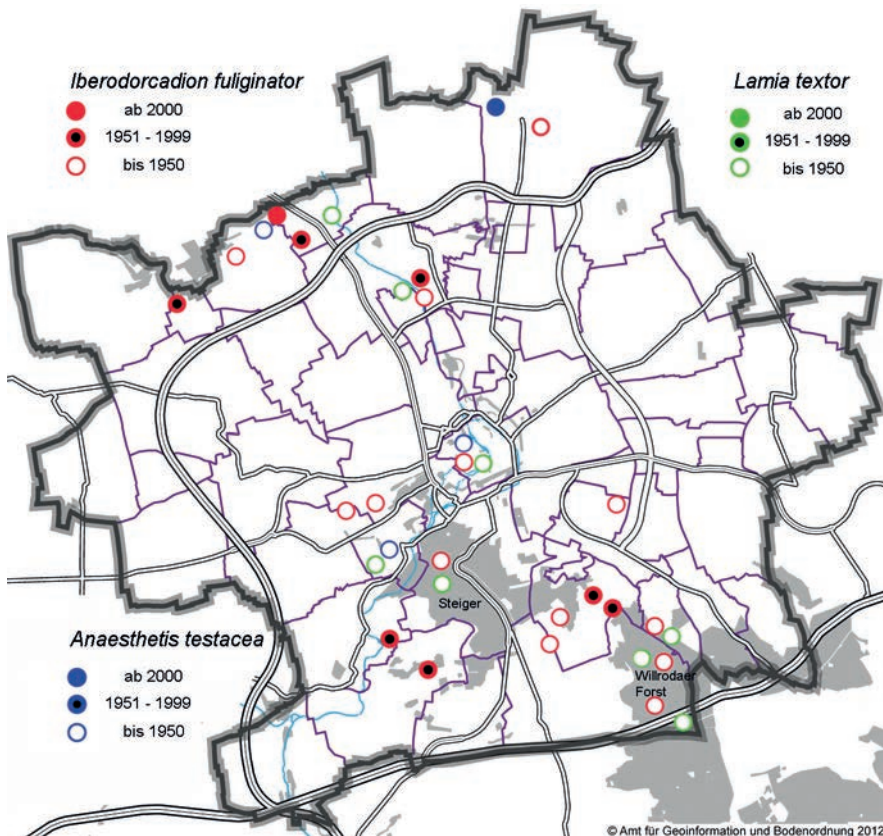 Iberodorcadion fuliginator
ab 2000
1951 - 1999
bis 1950
Lamia textor
ab 2000
1951 - 1999
bis 1950
Steiger
Willrodaer
Forst
Anaesthetis testacea
ab 2000
1951 - 1999
bis 1950
© Amt für Geoinformation und Bodenordnung 2012